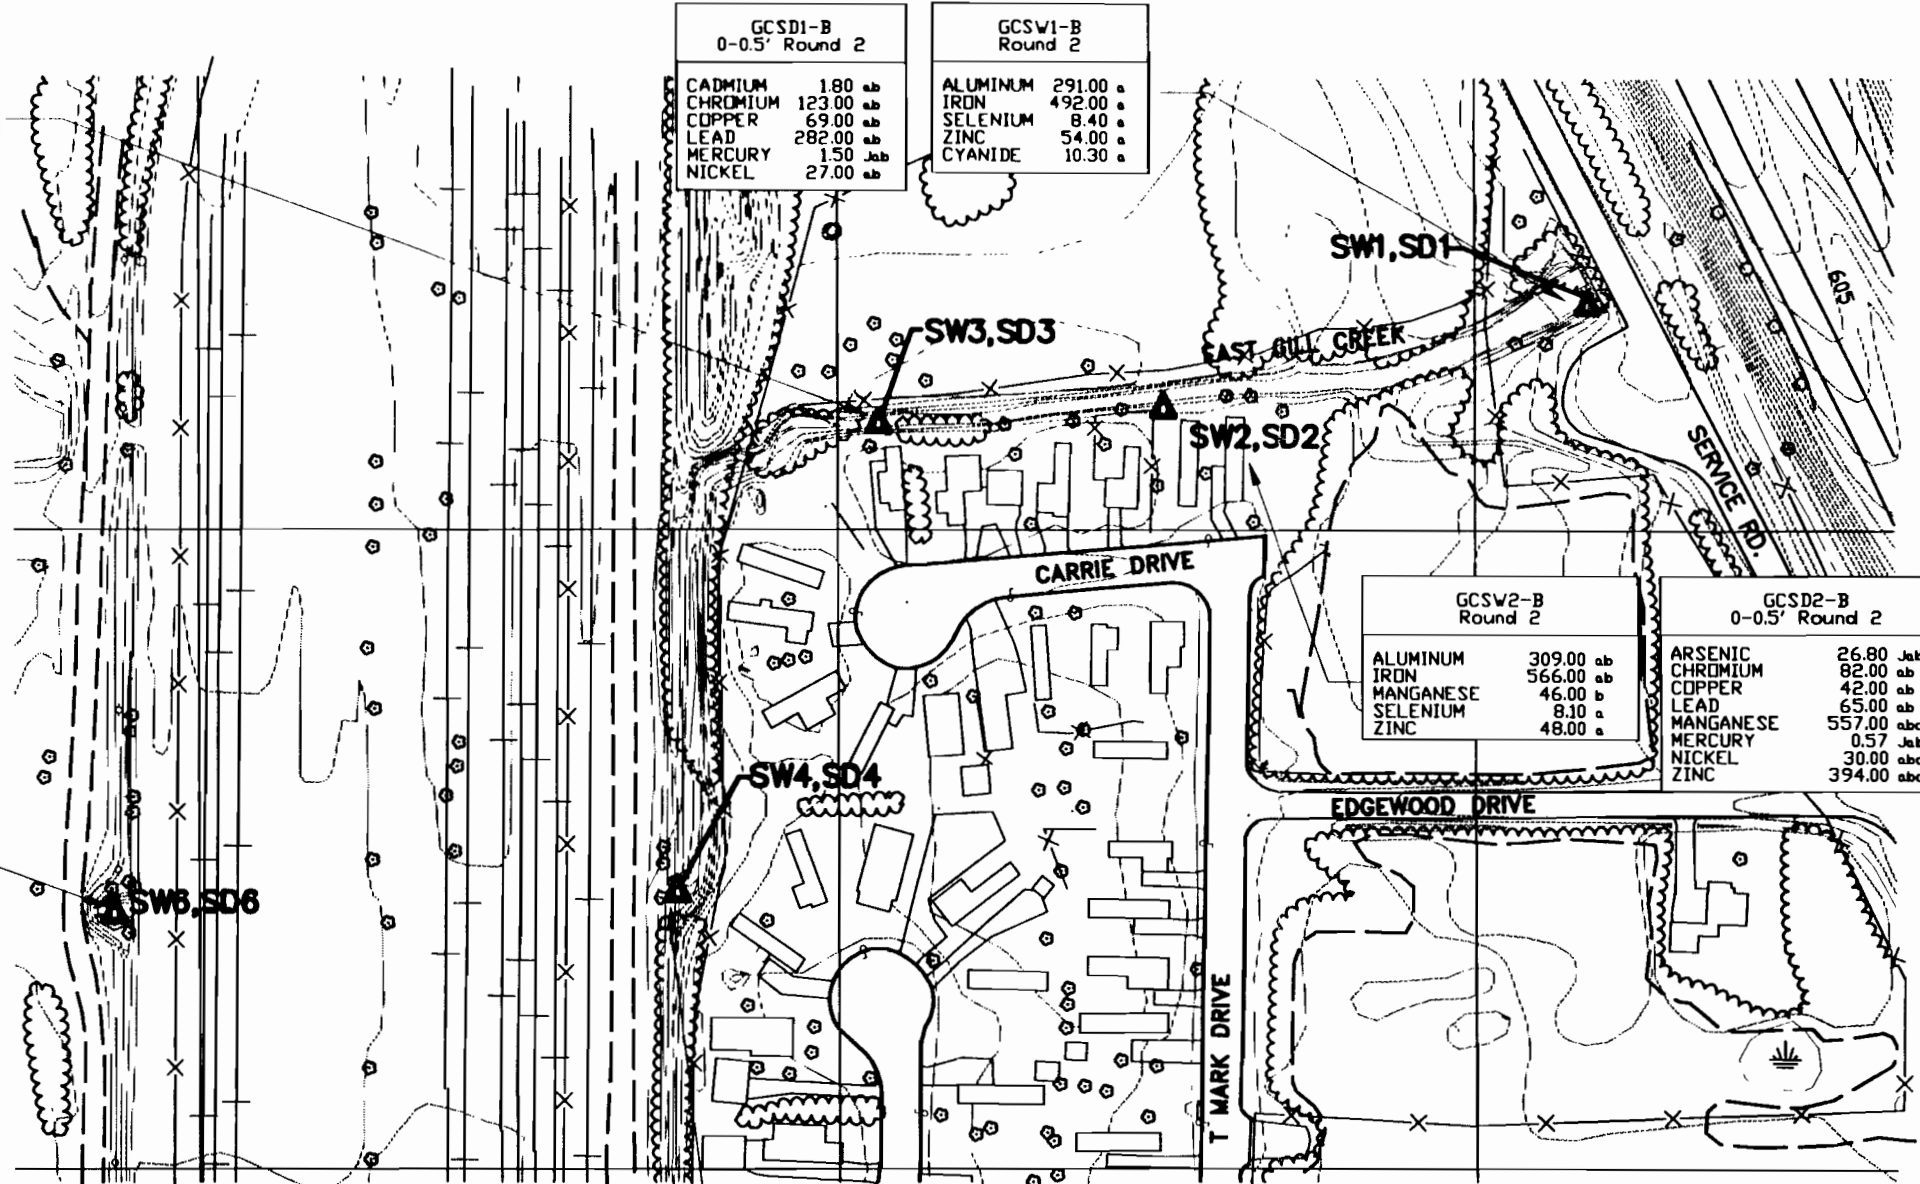 GCSD1-B
0-0.5' Round 2
CADMIUM 1.80 ab
CHROMIUM 123.00 ab
COPPER 69.00 ab
LEAD 282.00 ab
MERCURY 1.50 Jab
NICKEL 27.00 ab
GCSW1-B
Round 2
ALUMINUM 291.00 a
IRON 492.00 a
SELENIUM 8.40 a
ZINC 54.00 a
CYANIDE 10.30 a
SW1,SD1
605
SW3,SD3
EAST GILL CREEK
SW2,SD2
SERVICE RD.
CARRIE DRIVE
GCSW2-B
Round 2
ALUMINUM 309.00 ab
IRON 566.00 ab
MANGANESE 46.00 b
SELENIUM 8.10 a
ZINC 48.00 a
GCSD2-B
0-0.5' Round 2
ARSENIC 26.80 Jab
CHROMIUM 82.00 ab
COPPER 42.00 ab
LEAD 65.00 ab
MANGANESE 557.00 abc
MERCURY 0.57 Jab
NICKEL 30.00 abc
ZINC 394.00 abc
SW4,SD4
EDGEWOOD DRIVE
SW6,SD6
T MARK DRIVE